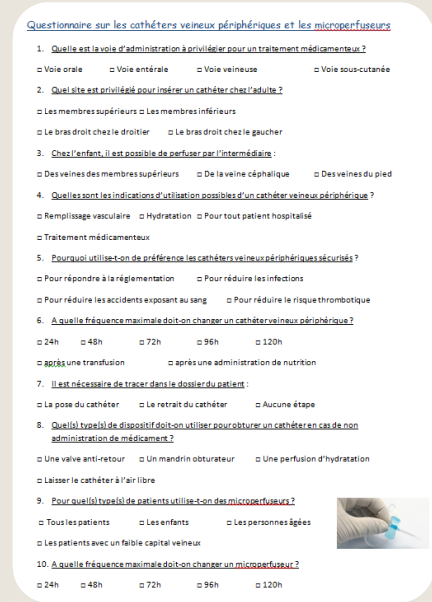 Questionnaire sur les cathéters veineux périphériques et les microperfuseurs
1. Quelle est la voie d'administration à privilégier pour un traitement médicamenteux ?
□ Voie orale □ Voie entérale □ Voie veineuse □ Voie sous-cutanée
2. Quel site est privilégié pour insérer un cathéter chez l'adulte ?
□ Les membres supérieurs □ Les membres inférieurs
□ Le bras droit chez le droitier □ Le bras droit chez le gaucher
3. Chez l'enfant, il est possible de perfuser par l'intermédiaire :
□ Des veines des membres supérieurs □ De la veine céphalique □ Des veines du pied
4. Quelles sont les indications d'utilisation possibles d'un cathéter veineux périphérique ?
□ Remplissage vasculaire □ Hydratation □ Pour tout patient hospitalisé
□ Traitement médicamenteux
5. Pourquoi utilise-t-on de préférence les cathéters veineux périphériques sécurisés ?
□ Pour répondre à la réglementation □ Pour réduire les infections
□ Pour réduire les accidents exposant au sang □ Pour réduire le risque thrombotique
6. A quelle fréquence maximale doit-on changer un cathéter veineux périphérique ?
□ 24h □ 48h □ 72h □ 96h □ 120h
□ après une transfusion □ après une administration de nutrition
7. Il est nécessaire de tracer dans le dossier du patient :
□ La pose du cathéter □ Le retrait du cathéter □ Aucune étape
8. Quel(s) type(s) de dispositif doit-on utiliser pour obturer un cathéter en cas de non
administration de médicament ?
□ Une valve anti-retour □ Un mandrin obturateur □ Une perfusion d'hydratation
□ Laisser le cathéter à l'air libre
9. Pour quel(s) type(s) de patients utilise-t-on des microperfuseurs ?
□ Tous les patients □ Les enfants □ Les personnes âgées
□ Les patients avec un faible capital veineux
10. A quelle fréquence maximale doit-on changer un microperfuseur ?
□ 24h □ 48h □ 72h □ 96h □ 120h